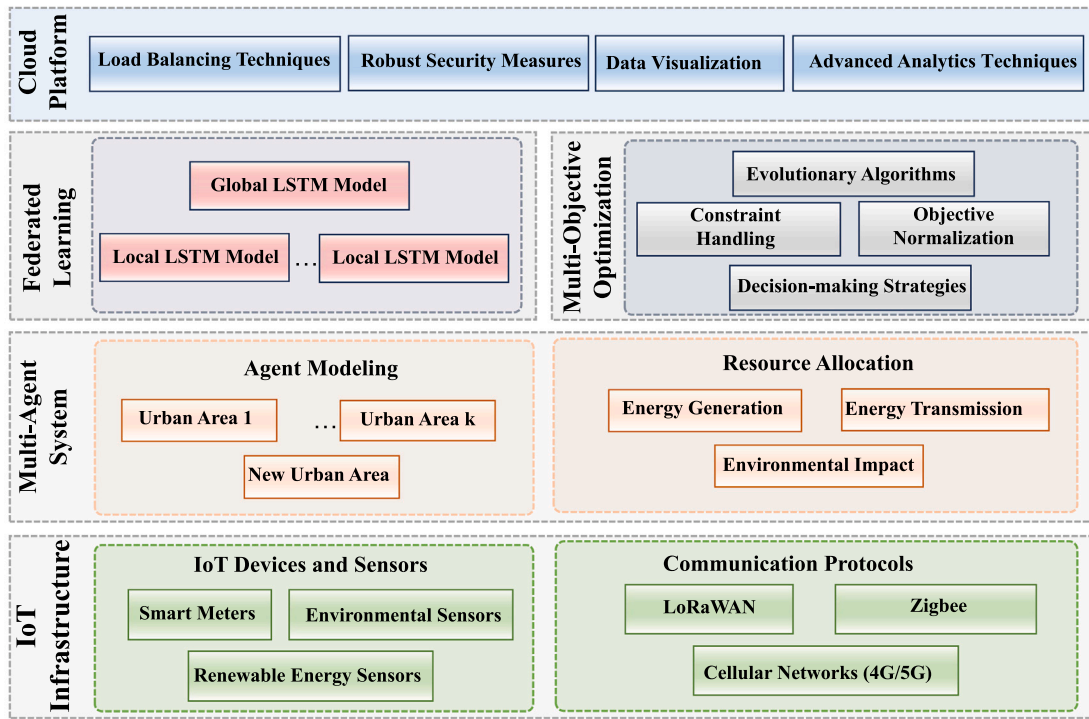 Cloud
Platform
Load Balancing Techniques
Robust Security Measures
Data Visualization
Advanced Analytics Techniques
Federated
Learning
Global LSTM Model
Local LSTM Model
...
Local LSTM Model
Multi-Objective
Optimization
Evolutionary Algorithms
Constraint
Handling
Objective
Normalization
Decision-making Strategies
Multi-Agent
System
Agent Modeling
Urban Area 1
...
Urban Area k
New Urban Area
Resource Allocation
Energy Generation
Energy Transmission
Environmental Impact
IoT
Infrastructure
IoT Devices and Sensors
Smart Meters
Environmental Sensors
Renewable Energy Sensors
Communication Protocols
LoRaWAN
Zigbee
Cellular Networks (4G/5G)